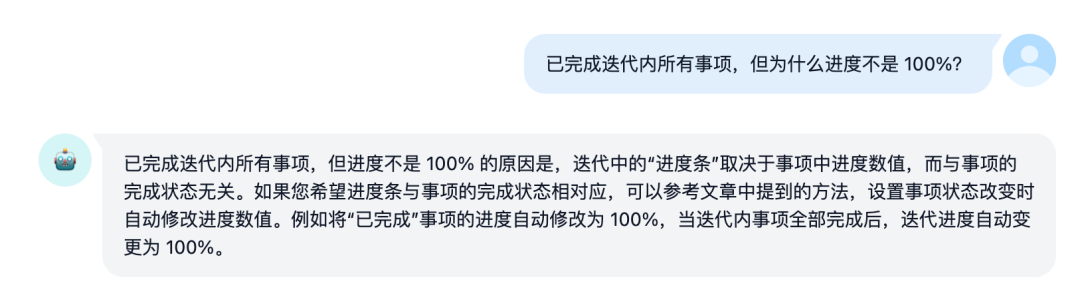 已完成迭代内所有事项，但为什么进度不是 100%？
已完成迭代内所有事项，但进度不是 100% 的原因是，迭代中的“进度条”取决于事项中进度数值，而与事项的
完成状态无关。如果您希望进度条与事项的完成状态相对应，可以参考文章中提到的方法，设置事项状态改变时
自动修改进度数值。例如将“已完成”事项的进度自动修改为 100%，当迭代内事项全部完成后，迭代进度自动变
更为 100%。